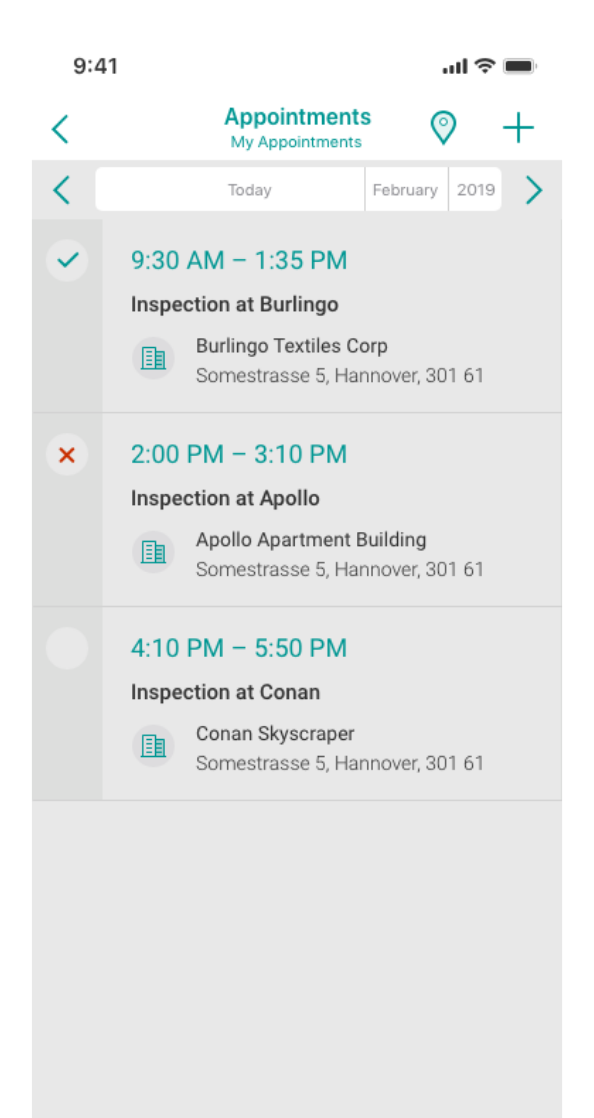 9:41
Appointments
My Appointments
Today February 2019
9:30 AM – 1:35 PM
Inspection at Burlingo
Burlingo Textiles Corp
Somestrasse 5, Hannover, 301 61
2:00 PM – 3:10 PM
Inspection at Apollo
Apollo Apartment Building
Somestrasse 5, Hannover, 301 61
4:10 PM – 5:50 PM
Inspection at Conan
Conan Skyscraper
Somestrasse 5, Hannover, 301 61